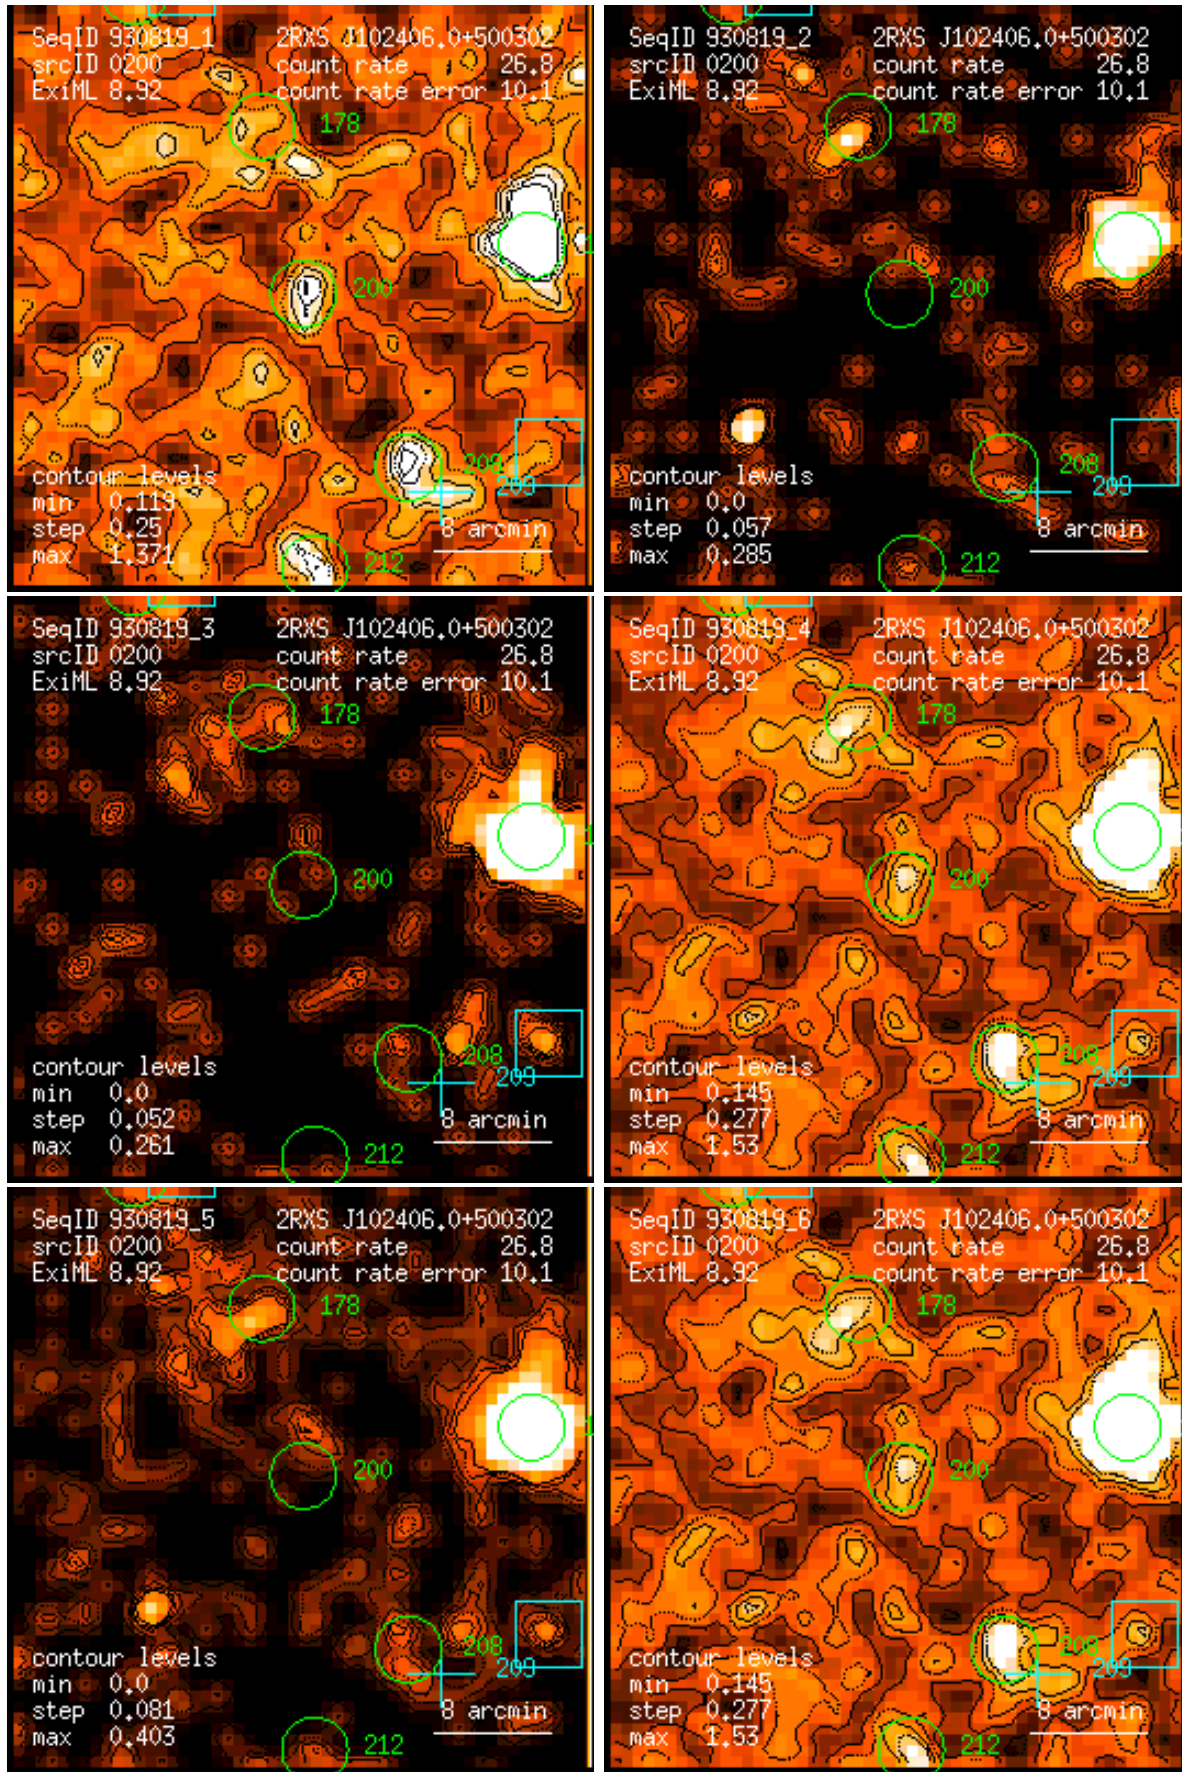 SeqID 930819_1 2RXS J102406.0+500302
srcID 0200 count rate 26.8
ExiML 8.92 count rate error 10.1
178
200
209
contour levels
min 0.119
step 0.25 8 arcmin
max 1.371 212
SeqID 930819_2 2RXS J102406.0+500302
srcID 0200 count rate 26.8
ExiML 8.92 count rate error 10.1
178
200
208
contour levels 209
min 0.0
step 0.057 8 arcmin
max 0.285 212
SeqID 930819_3 2RXS J102406.0+500302
srcID 0200 count rate 26.8
ExiML 8.92 count rate error 10.1
178
200
208
contour levels 209
min 0.0
step 0.052 8 arcmin
max 0.261 212
SeqID 930819_4 2RXS J102406.0+500302
srcID 0200 count rate 26.8
ExiML 8.92 count rate error 10.1
178
200
208
contour levels 209
min 0.145
step 0.277 8 arcmin
max 1.53 212
SeqID 930819_5 2RXS J102406.0+500302
srcID 0200 count rate 26.8
ExiML 8.92 count rate error 10.1
178
200
208
contour levels 209
min 0.0
step 0.081 8 arcmin
max 0.403 212
SeqID 930819_6 2RXS J102406.0+500302
srcID 0200 count rate 26.8
ExiML 8.92 count rate error 10.1
178
200
208
contour levels 209
min 0.145
step 0.277 8 arcmin
max 1.53 212